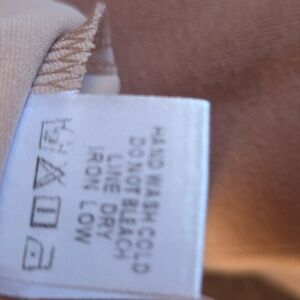 HAND WASH COLD
DO NOT BLEACH
LINE DRY
IRON LOW